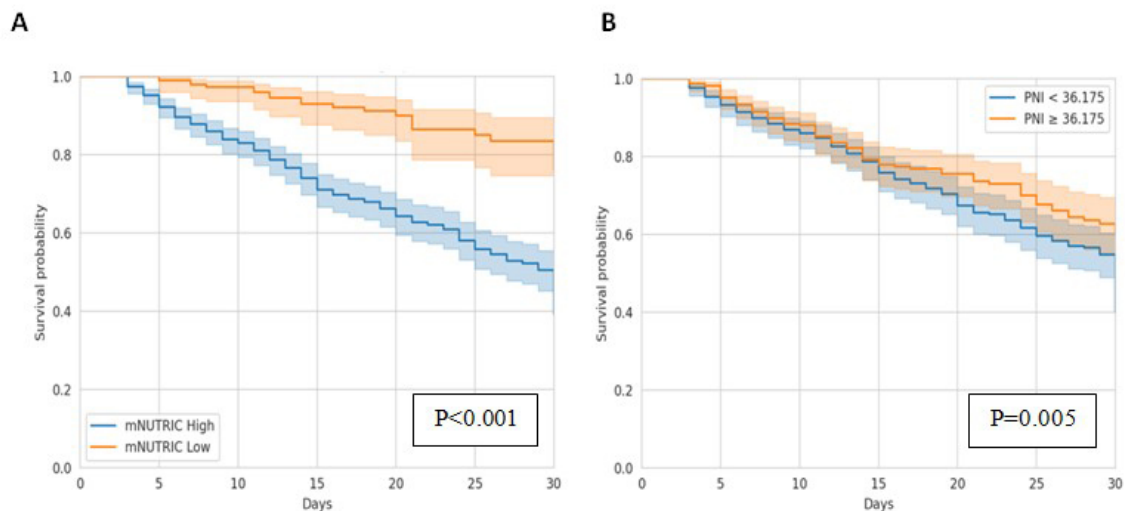 A
B
Survival probability
1.0
0.8
0.6
0.4
0.2
0.0
mNUTRIC High
mNUTRIC Low
P<0.001
0
5
10
15
20
25
30
Days
Survival probability
1.0
0.8
0.6
0.4
0.2
0.0
PNI < 36.175
PNI ≥ 36.175
P=0.005
0
5
10
15
20
25
30
Days